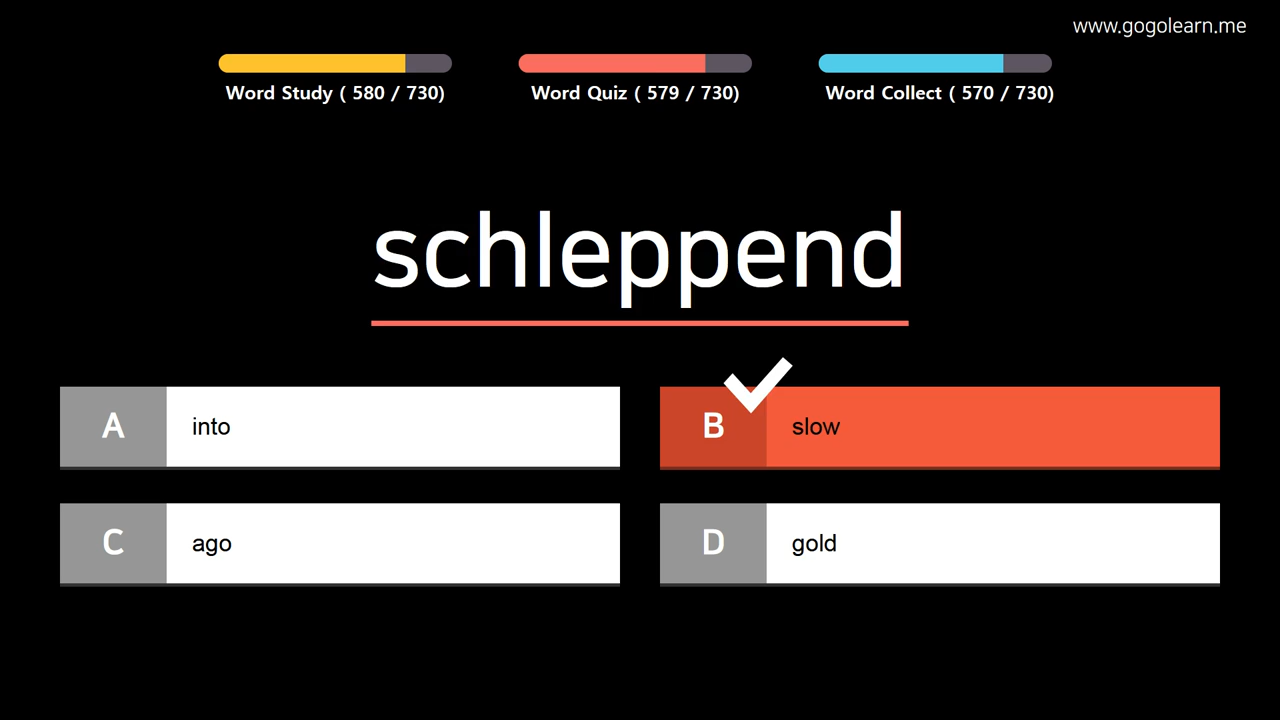 www.gogolearn.me
Word Study ( 580 / 730)
Word Quiz ( 579 / 730)
Word Collect ( 570 / 730)
schleppend
A into
B slow
C ago
D gold